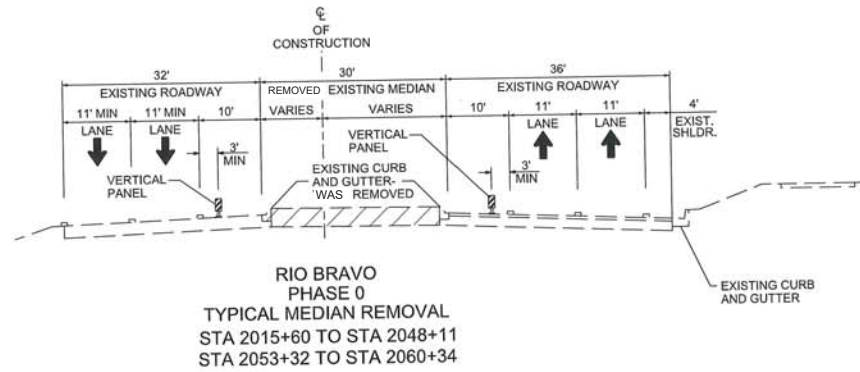 ℄
OF
CONSTRUCTION
32'
30'
36'
EXISTING ROADWAY
REMOVED EXISTING MEDIAN
EXISTING ROADWAY
11' MIN
11' MIN
10'
VARIES
VARIES
10'
11'
11'
4'
LANE
LANE
LANE
LANE
EXIST.
SHLDR.
3'
MIN
VERTICAL
PANEL
3'
MIN
VERTICAL
PANEL
EXISTING CURB
AND GUTTER-
WAS REMOVED
EXISTING CURB
AND GUTTER
RIO BRAVO
PHASE 0
TYPICAL MEDIAN REMOVAL
STA 2015+60 TO STA 2048+11
STA 2053+32 TO STA 2060+34